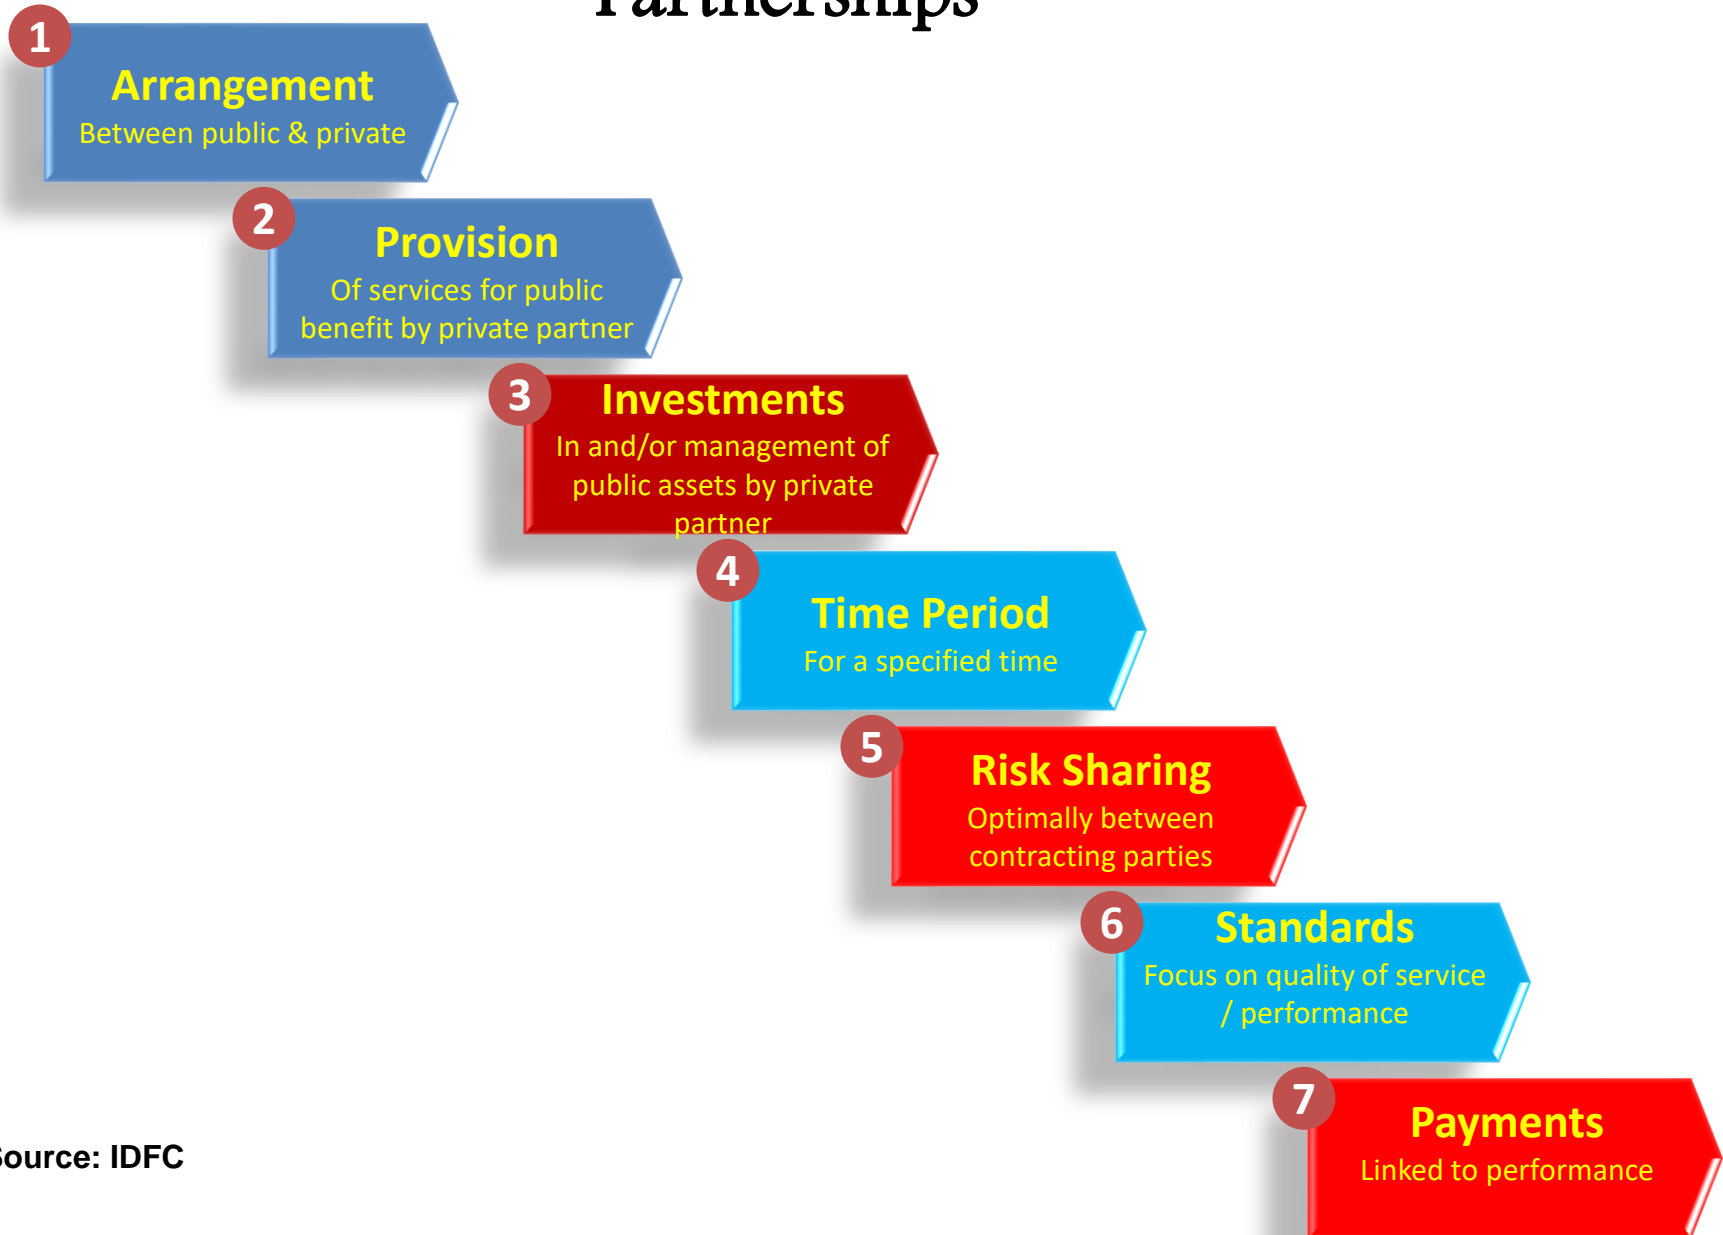 Partnerships
1
Arrangement
Between public & private
2
Provision
Of services for public
benefit by private partner
3
Investments
In and/or management of
public assets by private
partner
4
Time Period
For a specified time
5
Risk Sharing
Optimally between
contracting parties
6
Standards
Focus on quality of service
/ performance
7
Payments
Linked to performance
Source: IDFC